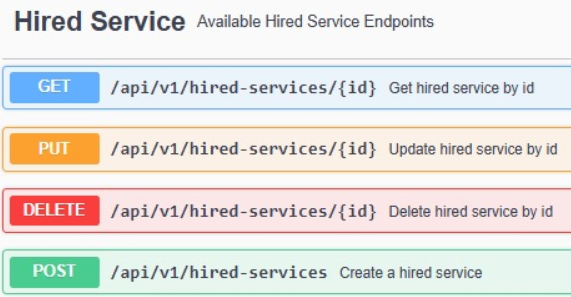 Hired Service Available Hired Service Endpoints
GET /api/v1/hired-services/{id} Get hired service by id
PUT /api/v1/hired-services/{id} Update hired service by id
DELETE /api/v1/hired-services/{id} Delete hired service by id
POST /api/v1/hired-services Create a hired service